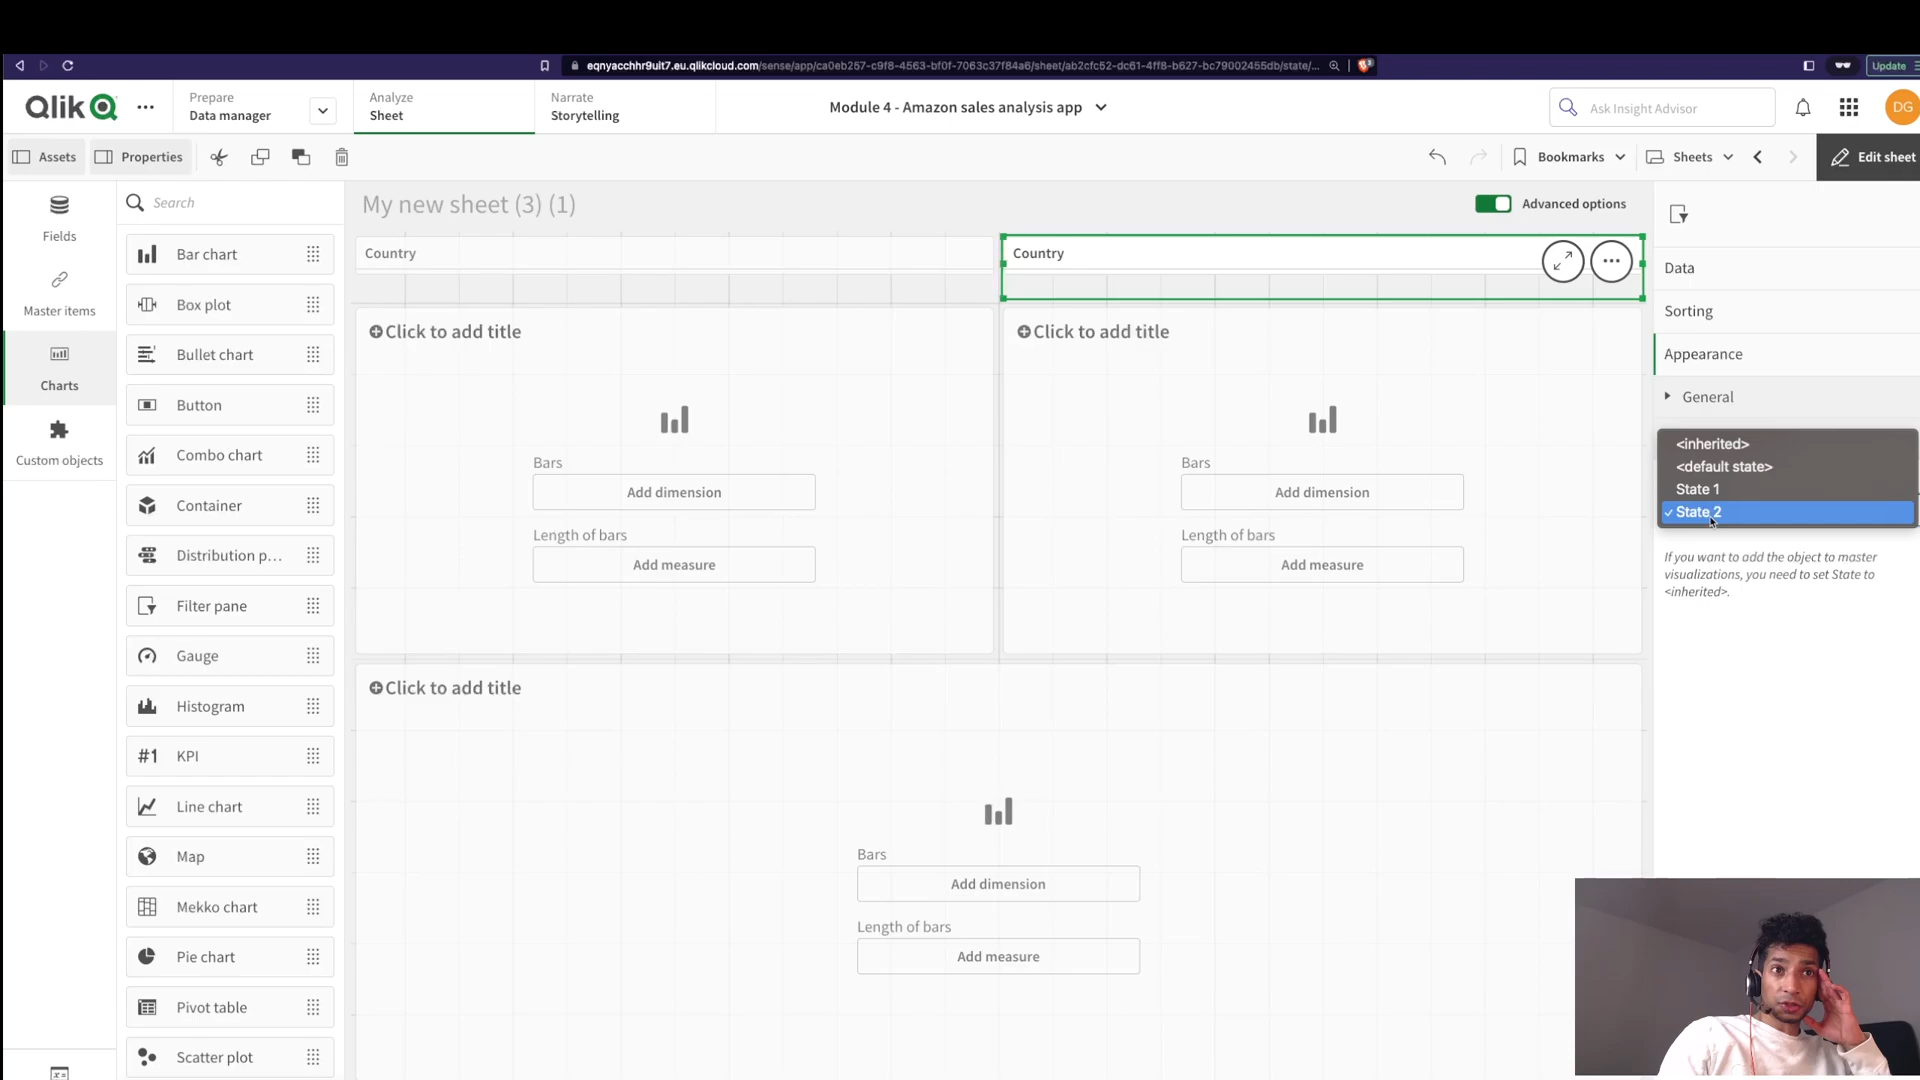 eqnyacchhr9uit7.eu.qlikcloud.com/sense/app/ca0eb257-c9f8-4563-bf0f-7063c37f84a6/sheet/ab2cfc52-dc61-4ff8-b627-bc79002455db/state/...
Update
Qlik
Prepare
Data manager
Analyze
Sheet
Narrate
Storytelling
Module 4 - Amazon sales analysis app
Ask Insight Advisor
DG
Assets
Properties
Bookmarks
Sheets
Edit sheet
Fields
Master items
Charts
Custom objects
Search
Bar chart
Box plot
Bullet chart
Button
Combo chart
Container
Distribution p...
Filter pane
Gauge
Histogram
#1 KPI
Line chart
Map
Mekko chart
Pie chart
Pivot table
Scatter plot
My new sheet (3) (1)
Advanced options
Country
Country
Click to add title
Bars
Add dimension
Length of bars
Add measure
Click to add title
Bars
Add dimension
Length of bars
Add measure
Click to add title
Bars
Add dimension
Length of bars
Add measure
Data
Sorting
Appearance
General
<inherited>
<default state>
State 1
✓ State 2
If you want to add the object to master
visualizations, you need to set State to
<inherited>.